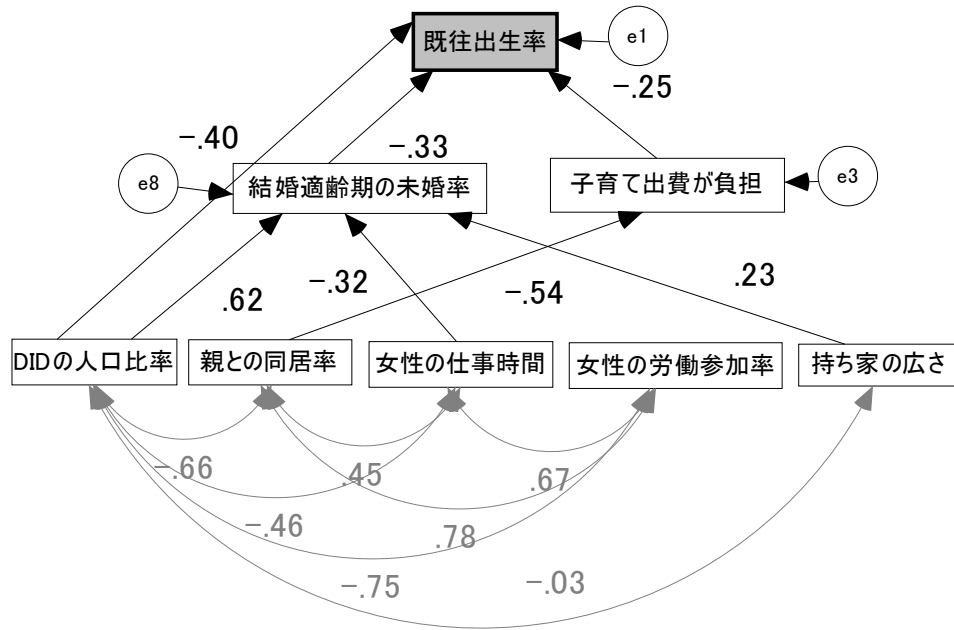 既往出生率
e1
-.25
-.40
-.33
e8
結婚適齢期の未婚率
子育て出費が負担
e3
.62
-.32
-.54
.23
DIDの人口比率
親との同居率
女性の仕事時間
女性の労働参加率
持ち家の広さ
-.66
.45
.67
-.46
.78
-.75
-.03